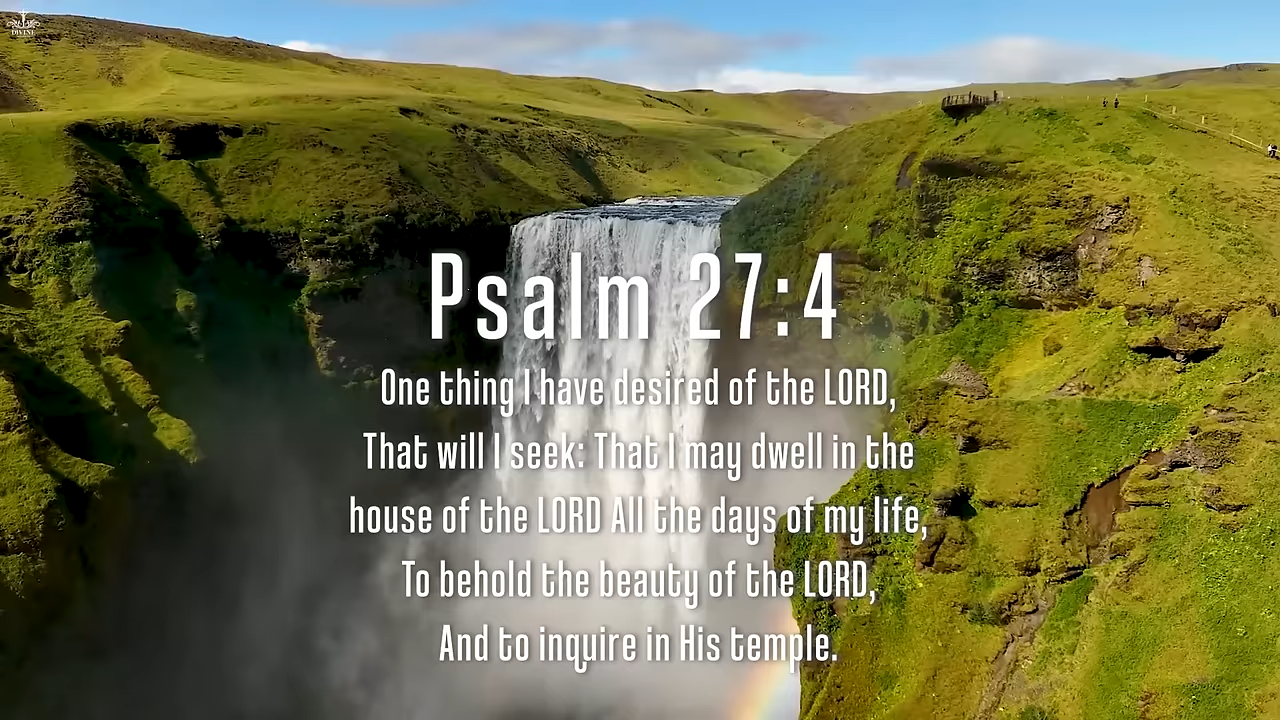 DIVINE
Psalm 27:4
One thing I have desired of the LORD,
That will I seek: That I may dwell in the
house of the LORD All the days of my life,
To behold the beauty of the LORD,
And to inquire in His temple.